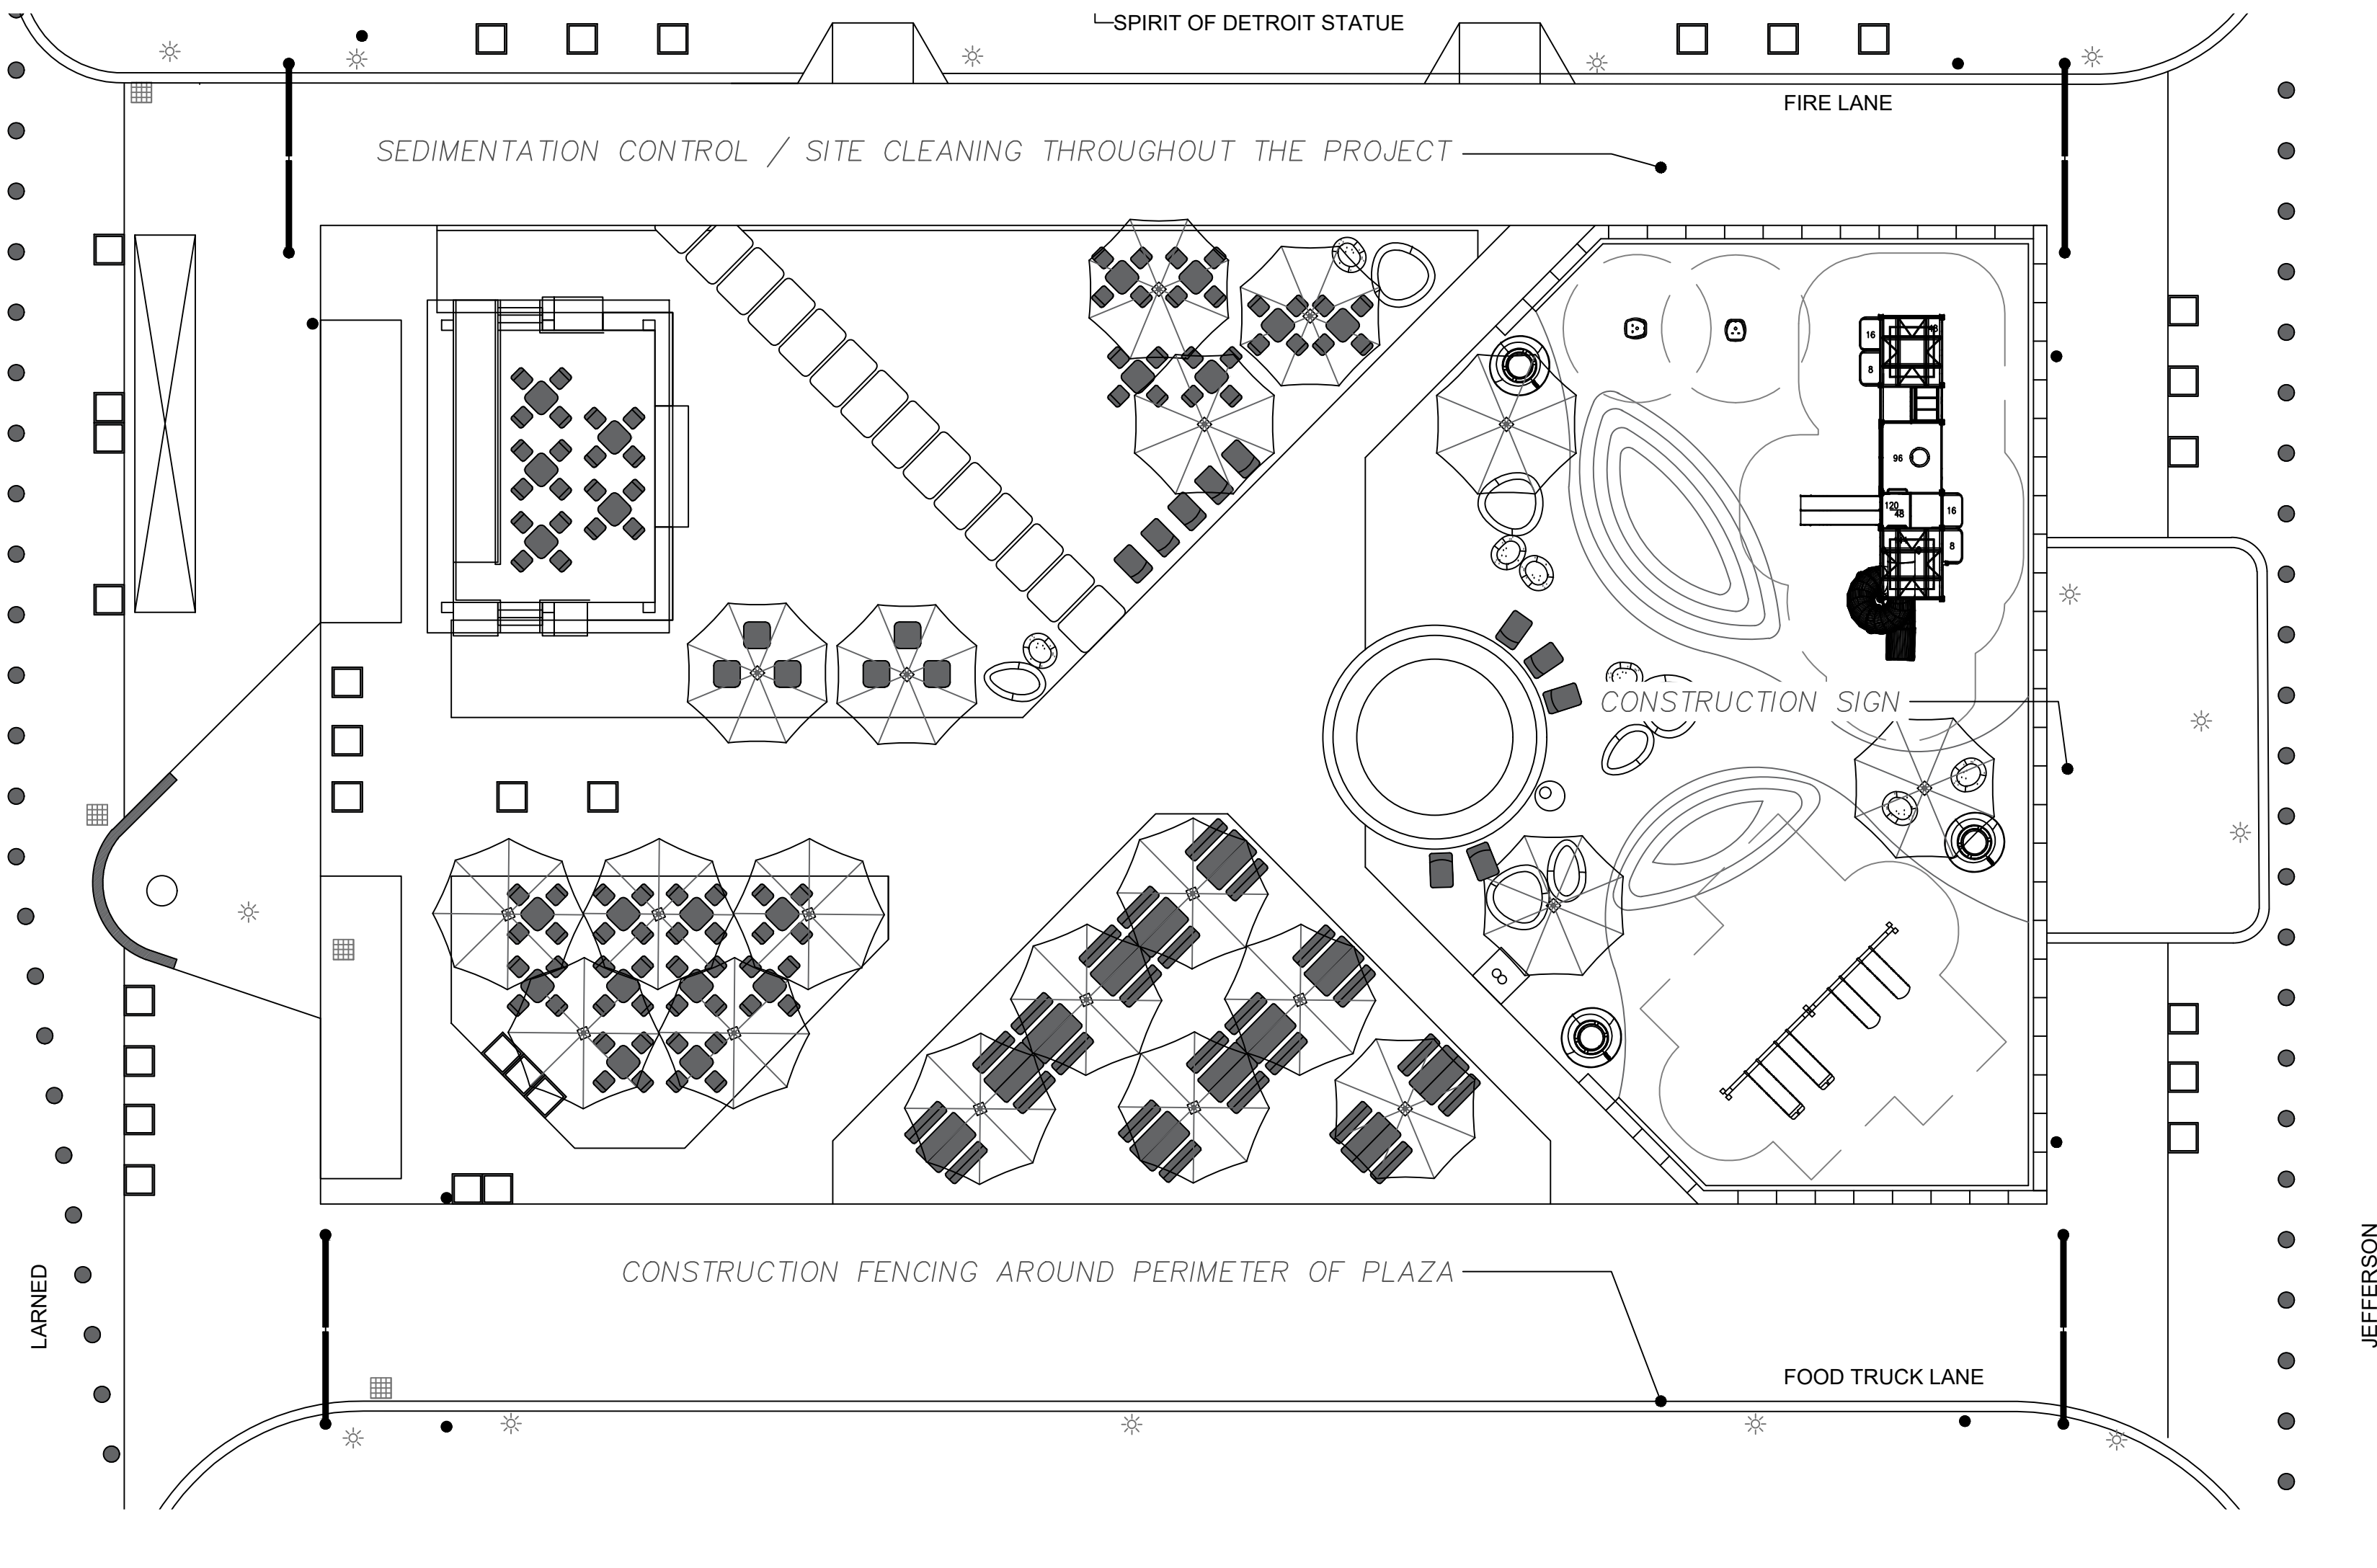 SPIRIT OF DETROIT STATUE
FIRE LANE
SEDIMENTATION CONTROL / SITE CLEANING THROUGHOUT THE PROJECT
16
48
8
96
120
48
16
8
CONSTRUCTION SIGN
CONSTRUCTION FENCING AROUND PERIMETER OF PLAZA
LARNED
JEFFERSON
FOOD TRUCK LANE